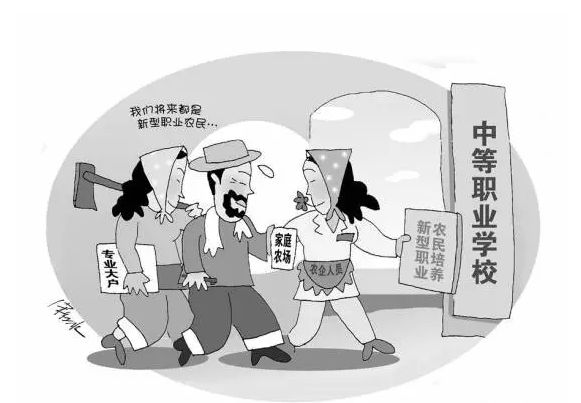 我们将来都是
新型职业农民…
专业大户
家庭
农场
农企人员
农民培养
新型职业
中等职业学校